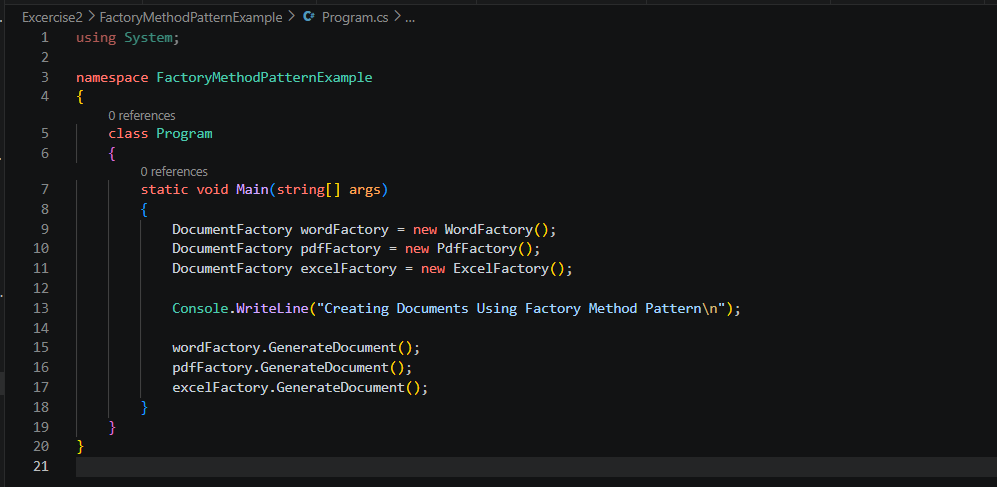 Excercise2 > FactoryMethodPatternExample > C# Program.cs > ...
1 using System;
2
3 namespace FactoryMethodPatternExample
4 {
0 references
5 class Program
6 {
0 references
7 static void Main(string[] args)
8 {
9 DocumentFactory wordFactory = new WordFactory();
10 DocumentFactory pdfFactory = new PdfFactory();
11 DocumentFactory excelFactory = new ExcelFactory();
12
13 Console.WriteLine("Creating Documents Using Factory Method Pattern\n");
14
15 wordFactory.GenerateDocument();
16 pdfFactory.GenerateDocument();
17 excelFactory.GenerateDocument();
18 }
19 }
20 }
21